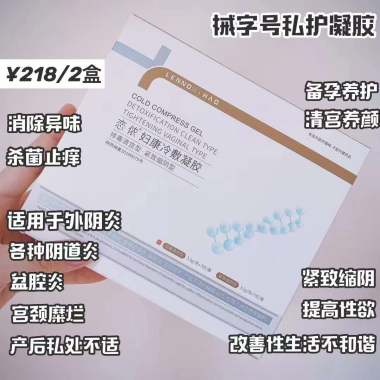 械字号私护凝胶
¥218/2盒
备孕养护
清宫养颜
消除异味
杀菌止痒
LENNO
HAO
COLD COMPRESS GEL
DETOXIFICATION CLEAN TYPE
TIGHTENING VAGINAL TYPE
恋依妇康冷敷凝胶
适用于外阴炎
各种阴道炎
益腔炎
宫颈糜烂
产后私处不适
紧致缩阴
提高性欲
改善性生活不和谐